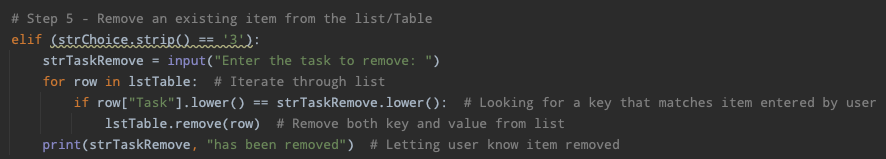 # Step 5 - Remove an existing item from the list/Table
elif (strChoice.strip() == '3'):
    strTaskRemove = input("Enter the task to remove: ")
    for row in lstTable:  # Iterate through list
        if row["Task"].lower() == strTaskRemove.lower():  # Looking for a key that matches item entered by user
            lstTable.remove(row)  # Remove both key and value from list
    print(strTaskRemove, "has been removed")  # Letting user know item removed